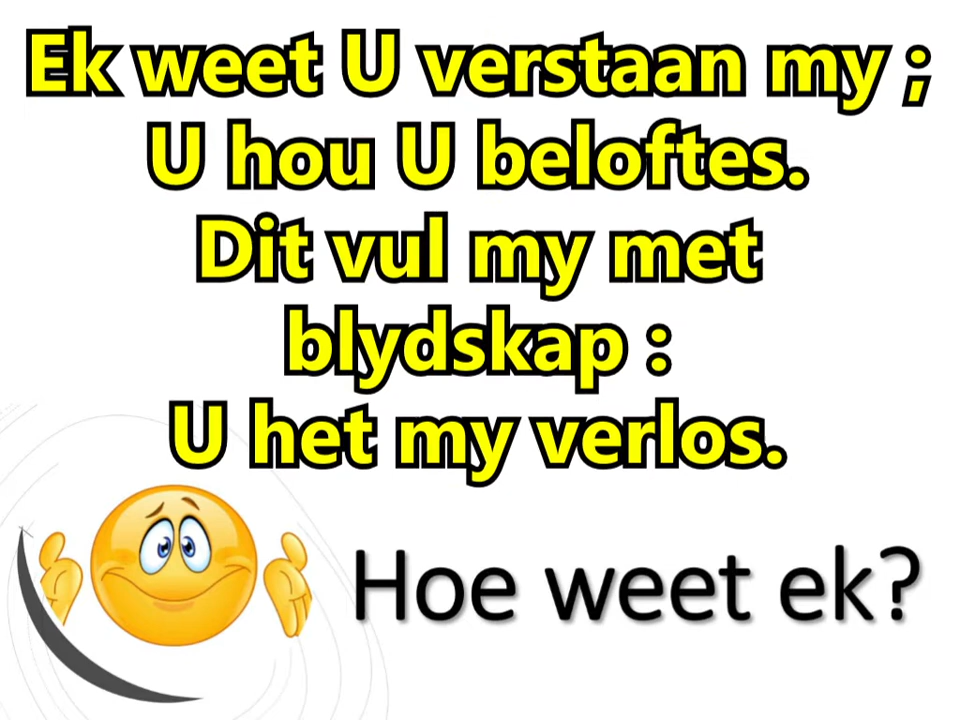 Ek weet U verstaan my ;
U hou U beloftes.
Dit vul my met
blydskap :
U het my verlos.
Hoe weet ek?